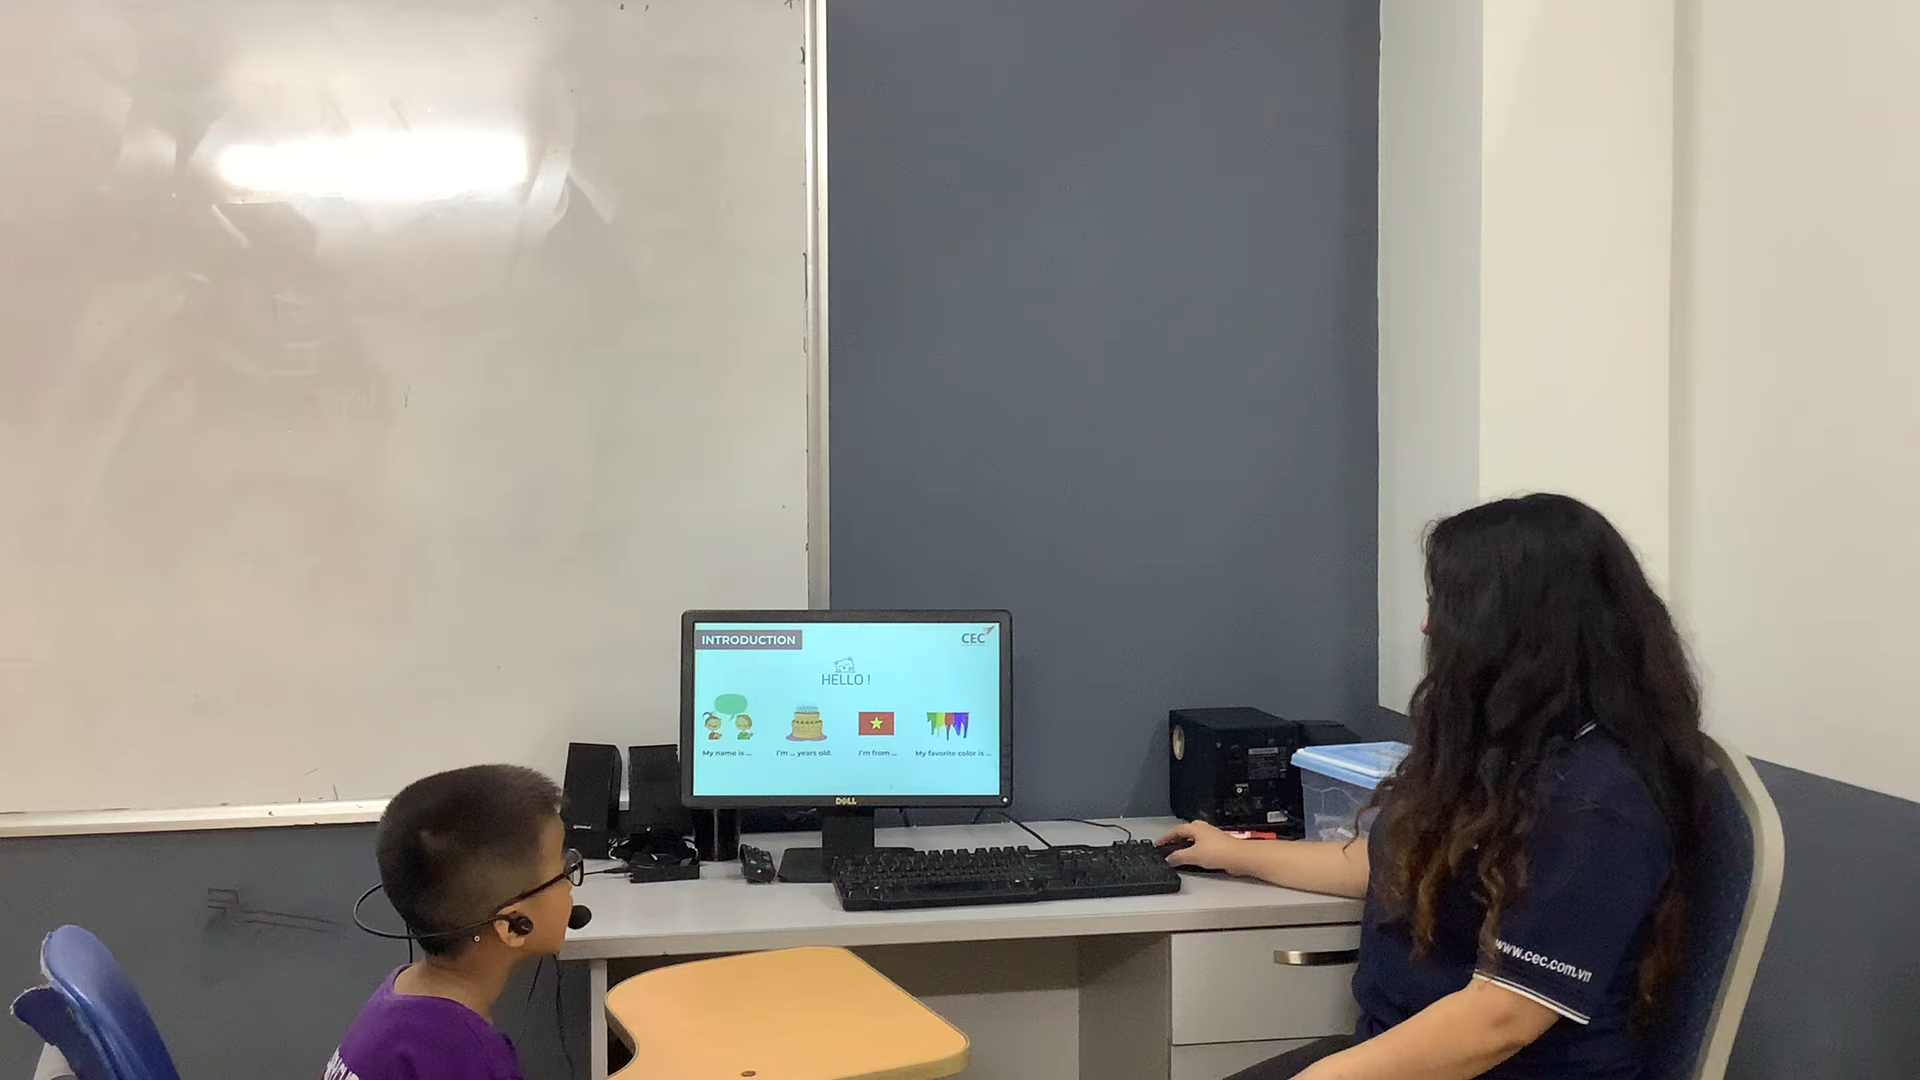 INTRODUCTION
CEC
HELLO !
My name is ...
I'm ... years old.
I'm from ...
My favorite color is ...
DELL
www.cec.com.vn